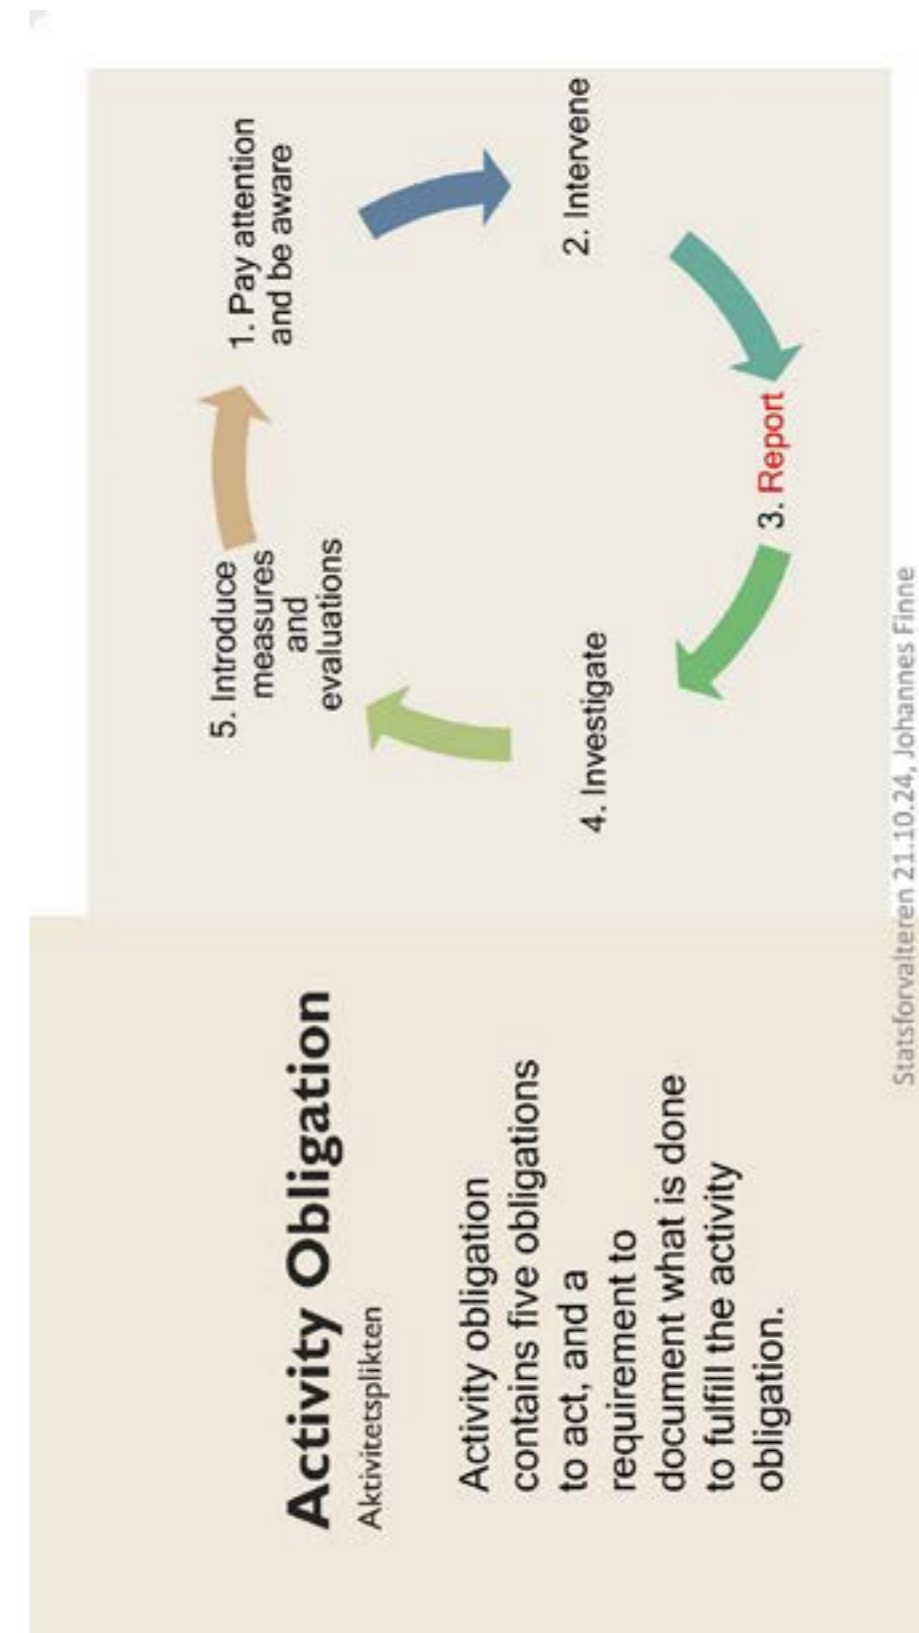 Activity Obligation
Aktivitetsplikten
Activity obligation
contains five obligations
to act, and a
requirement to
document what is done
to fulfill the activity
obligation.
1. Pay attention
and be aware
2. Intervene
3. Report
4. Investigate
5. Introduce
measures
and
evaluations
Statsforvalteren 21.10.24, Johannes Finne